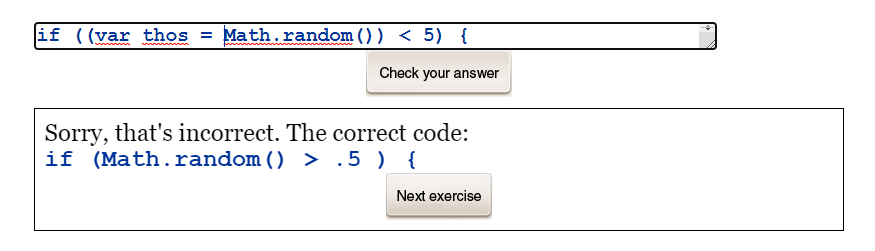 if ((var thos = Math.random()) < 5) {
Check your answer
Sorry, that's incorrect. The correct code:
if (Math.random() > .5 ) {
Next exercise